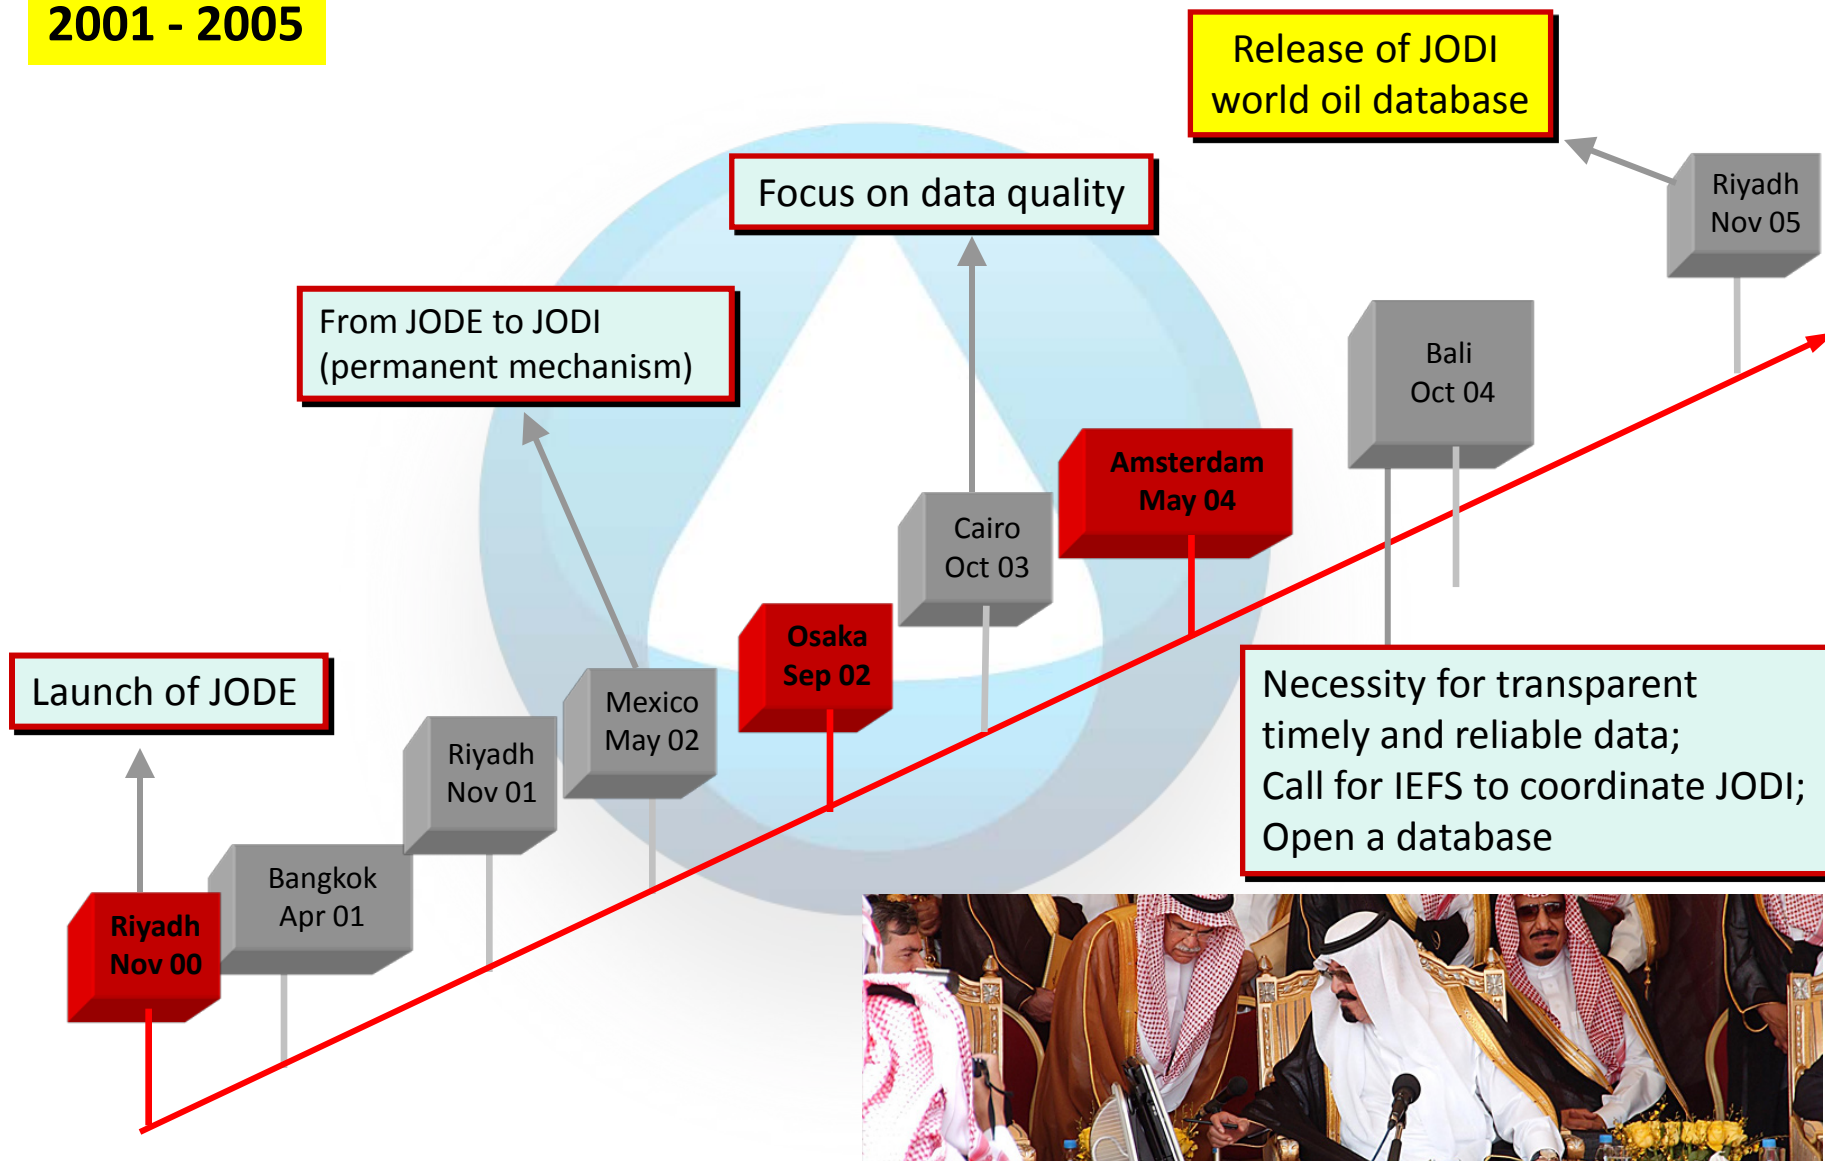 2001 - 2005
Release of JODI
world oil database
Riyadh
Nov 05
Focus on data quality
From JODE to JODI
(permanent mechanism)
Bali
Oct 04
Amsterdam
May 04
Cairo
Oct 03
Osaka
Sep 02
Mexico
May 02
Launch of JODE
Riyadh
Nov 01
Bangkok
Apr 01
Riyadh
Nov 00
Necessity for transparent
timely and reliable data;
Call for IEFS to coordinate JODI;
Open a database